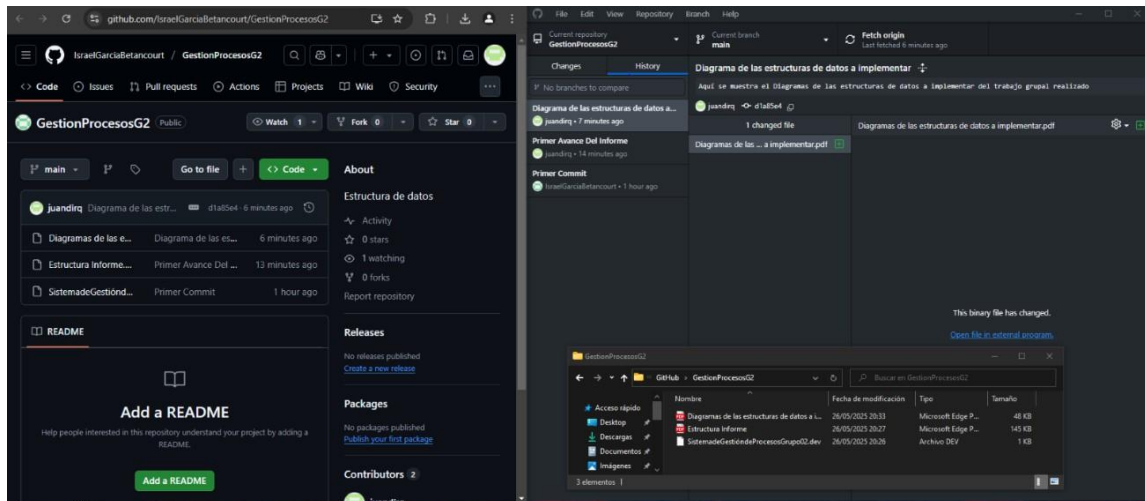 github.com/IsraelGarciaBetancourt/GestionProcesosG2
IsraelGarciaBetancourt / GestionProcesosG2
Code Issues Pull requests Actions Projects Wiki Security
GestionProcesosG2 Public Watch 1 Fork 0 Star 0
main Go to file + Code
juandirq Diagrama de las estr... d1a85e4 · 6 minutes ago
Diagramas de las e... Diagrama de las es... 6 minutes ago
Estructura Informe.... Primer Avance Del ... 13 minutes ago
SistemadeGestiónd... Primer Commit 1 hour ago
README
Add a README
Help people interested in this repository understand your project by adding a
README.
Add a README
About
Estructura de datos
Activity
0 stars
1 watching
0 forks
Report repository
Releases
No releases published
Create a new release
Packages
No packages published
Publish your first package
Contributors 2
juandirq
File Edit View Repository Branch Help
Current repository
GestionProcesosG2
Current branch
main
Fetch origin
Last fetched 6 minutes ago
Changes History
No branches to compare
Diagrama de las estructuras de datos a...
juandirq • 7 minutes ago
Primer Avance Del Informe
juandirq • 14 minutes ago
Primer Commit
IsraelGarciaBetancourt • 1 hour ago
Diagrama de las estructuras de datos a implementar
Aquí se muestra el Diagramas de las estructuras de datos a implementar del trabajo grupal realizado
juandirq d1a85e4
1 changed file
Diagramas de las ... a implementar.pdf
Diagramas de las estructuras de datos a implementar.pdf
This binary file has changed.
Open file in external program.
GestionProcesosG2
GitHub > GestionProcesosG2
Buscar en GestionProcesosG2
Acceso rápido
Desktop
Descargas
Documentos
Imágenes
Nombre Fecha de modificación Tipo Tamaño
Diagramas de las estructuras de datos a i... 26/05/2025 20:33 Microsoft Edge P... 48 KB
Estructura Informe 26/05/2025 20:27 Microsoft Edge P... 145 KB
SistemadeGestióndeProcesosGrupo02.dev 26/05/2025 20:26 Archivo DEV 1 KB
3 elementos